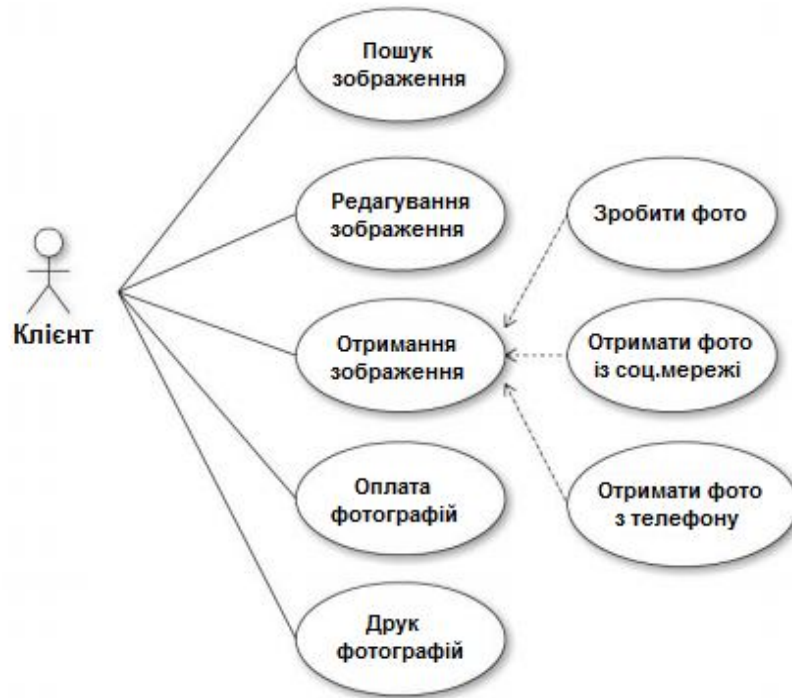 Пошук
зображення
Редагування
зображення
Зробити фото
Клієнт
Отримання
зображення
Отримати фото
із соц.мережі
Оплата
фотографій
Отримати фото
з телефону
Друк
фотографій